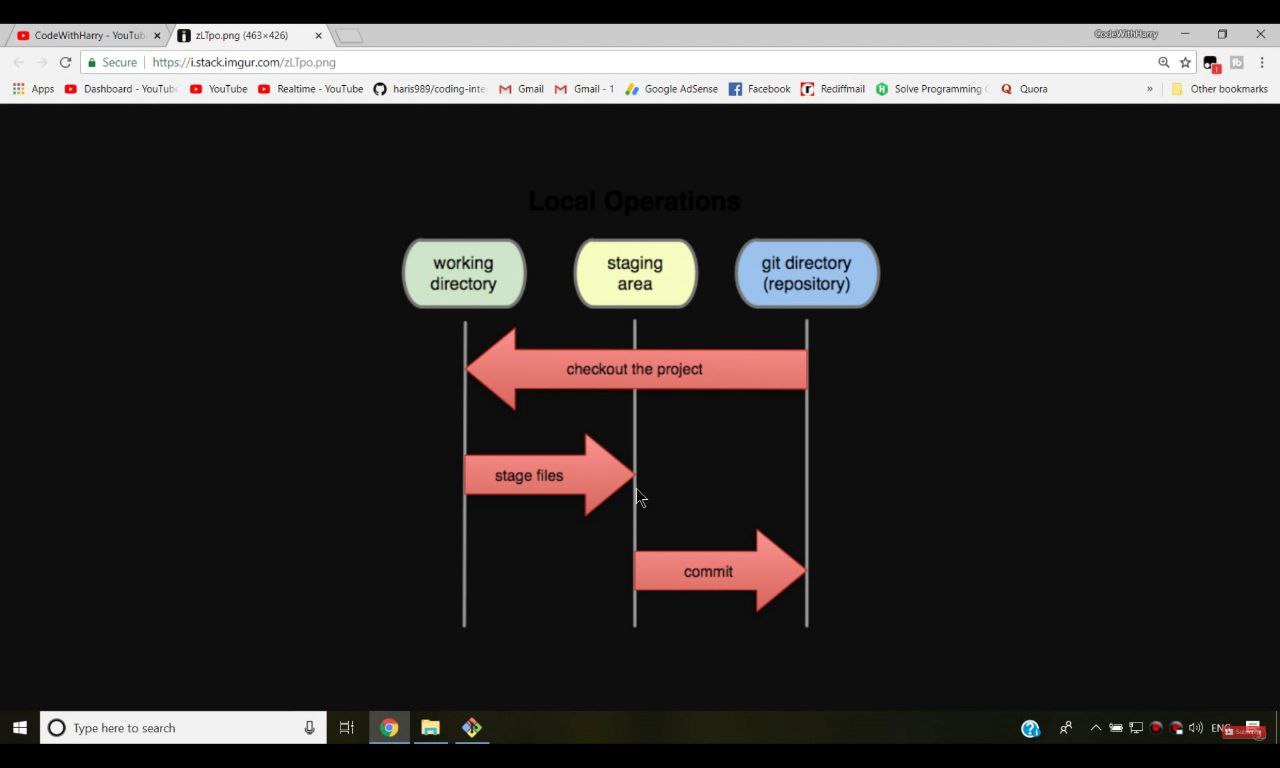 CodeWithHarry - YouTub
zLTpo.png (463×426)
CodeWithHarry
Secure
https://i.stack.imgur.com/zLTpo.png
1
Apps
Dashboard - YouTub
YouTube
Realtime - YouTube
haris989/coding-inte
Gmail
Gmail - 1
Google AdSense
Facebook
Rediffmail
Solve Programming
Quora
»
Other bookmarks
Local Operations
working
directory
staging
area
git directory
(repository)
checkout the project
stage files
commit
Type here to search